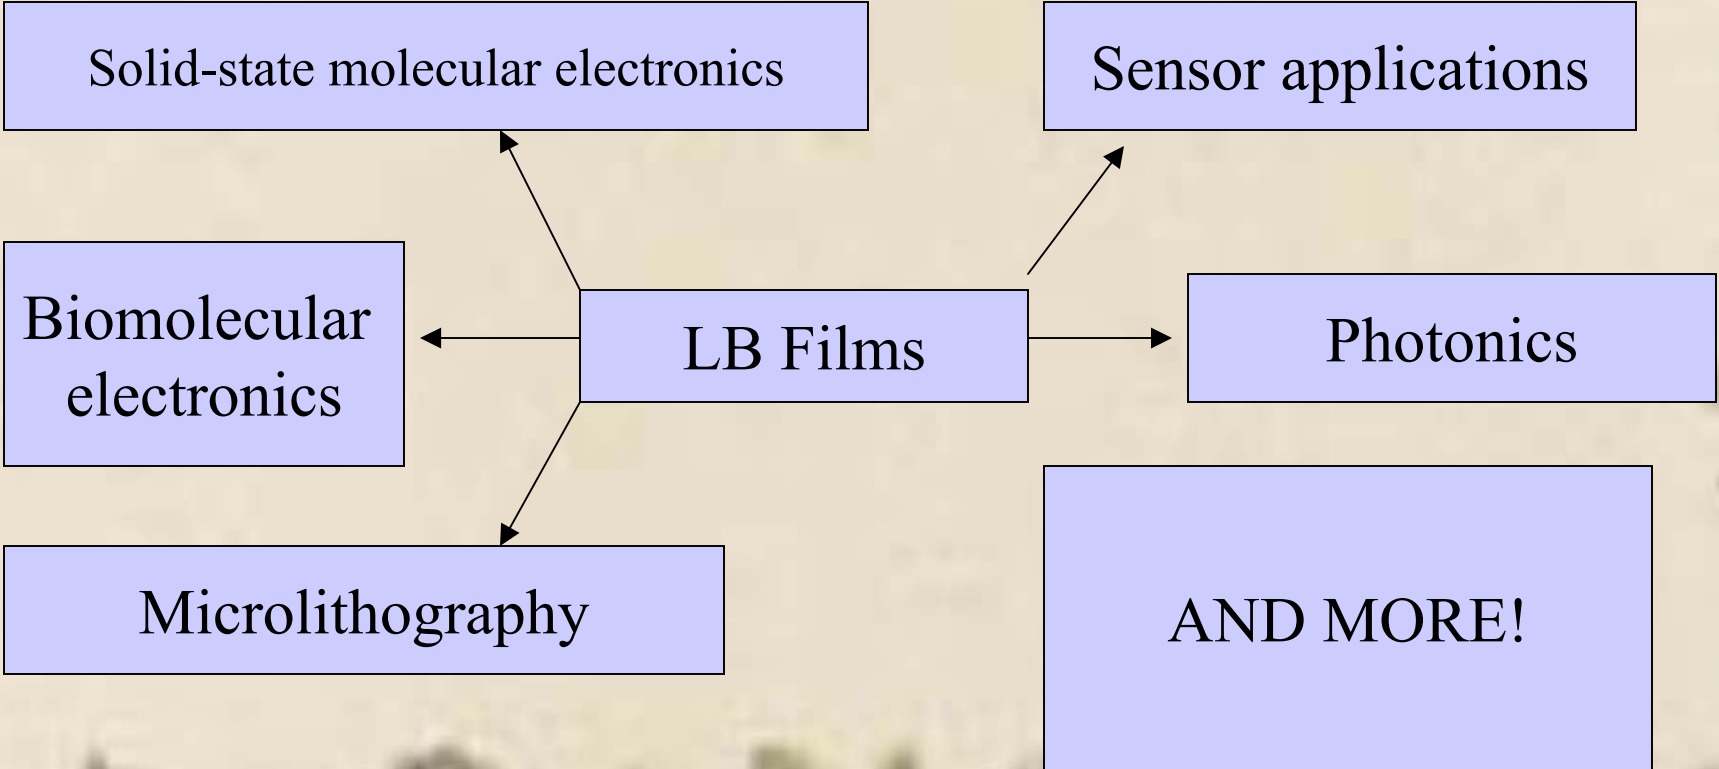 Solid-state molecular electronics
Sensor applications
Biomolecular
electronics
LB Films
Photonics
Microlithography
AND MORE!